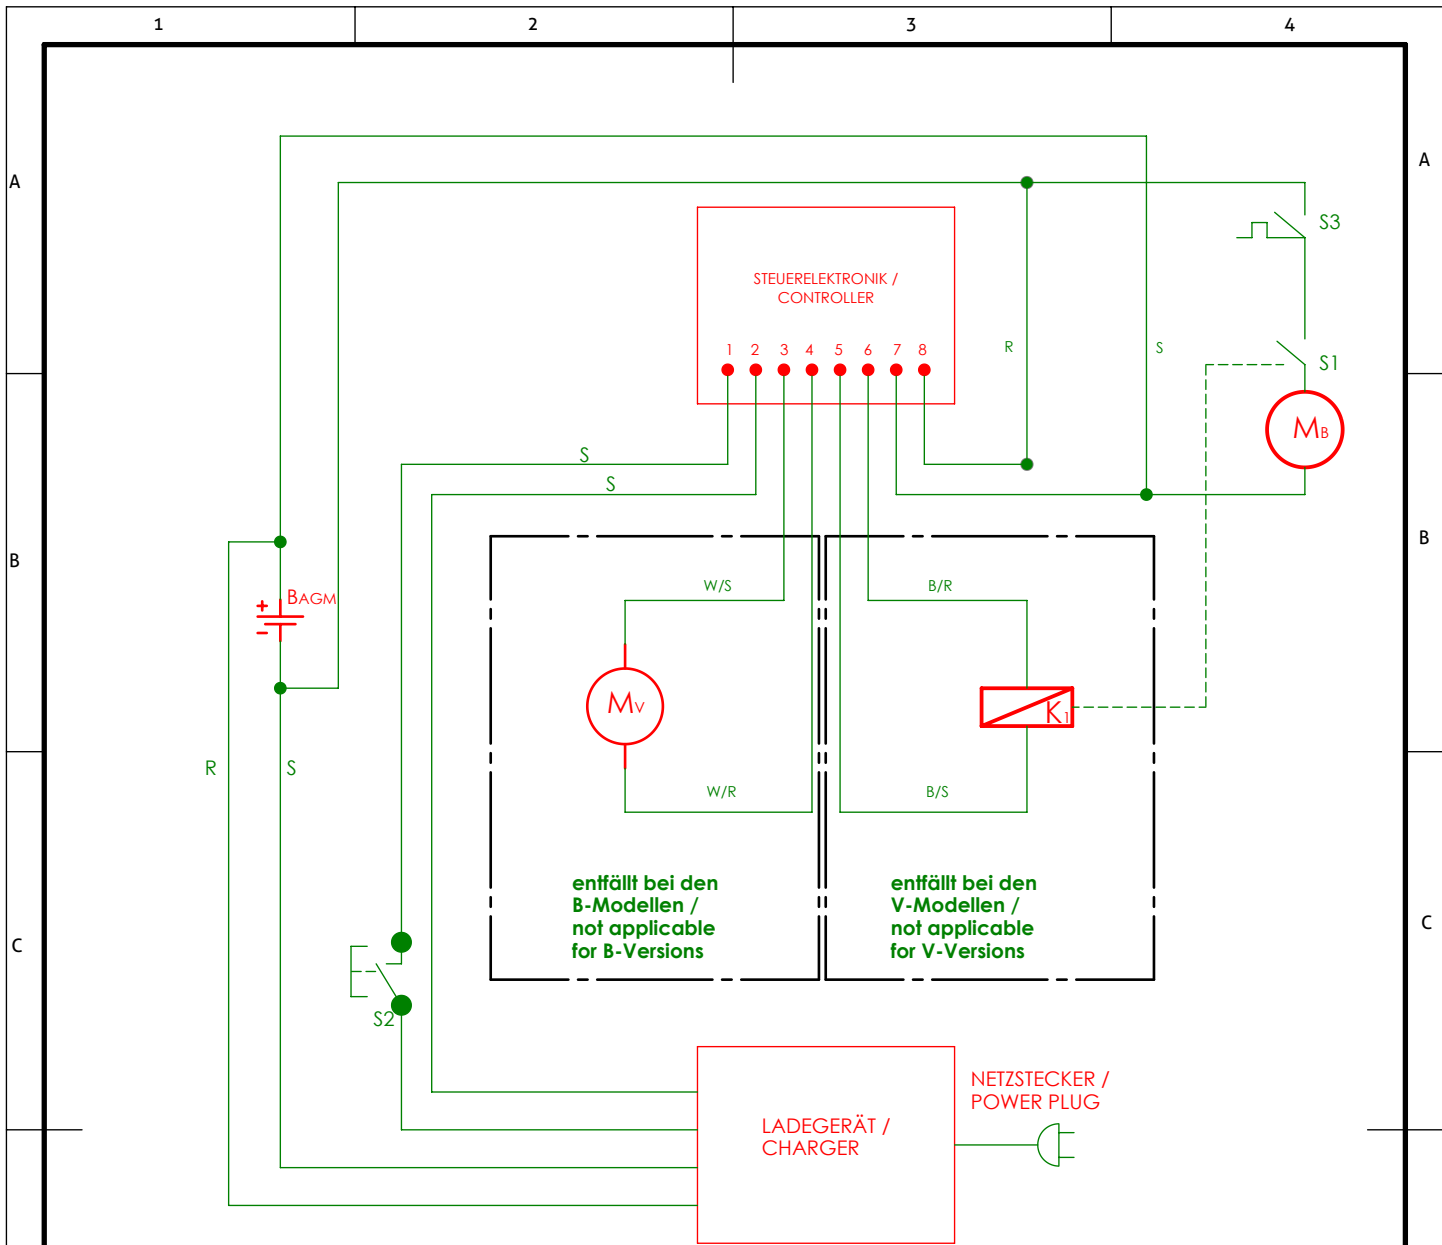 1 2 3 4
A A
S3
STEUERELEKTRONIK /
CONTROLLER
1 2 3 4 5 6 7 8
R S
S1
MB
S
S
B B
W/S B/R
+ BAGM
-
MV K1
R S
W/R B/S
entfällt bei den
B-Modellen /
not applicable
for B-Versions
entfällt bei den
V-Modellen /
not applicable
for V-Versions
C C
S2
NETZSTECKER /
POWER PLUG
LADEGERÄT /
CHARGER